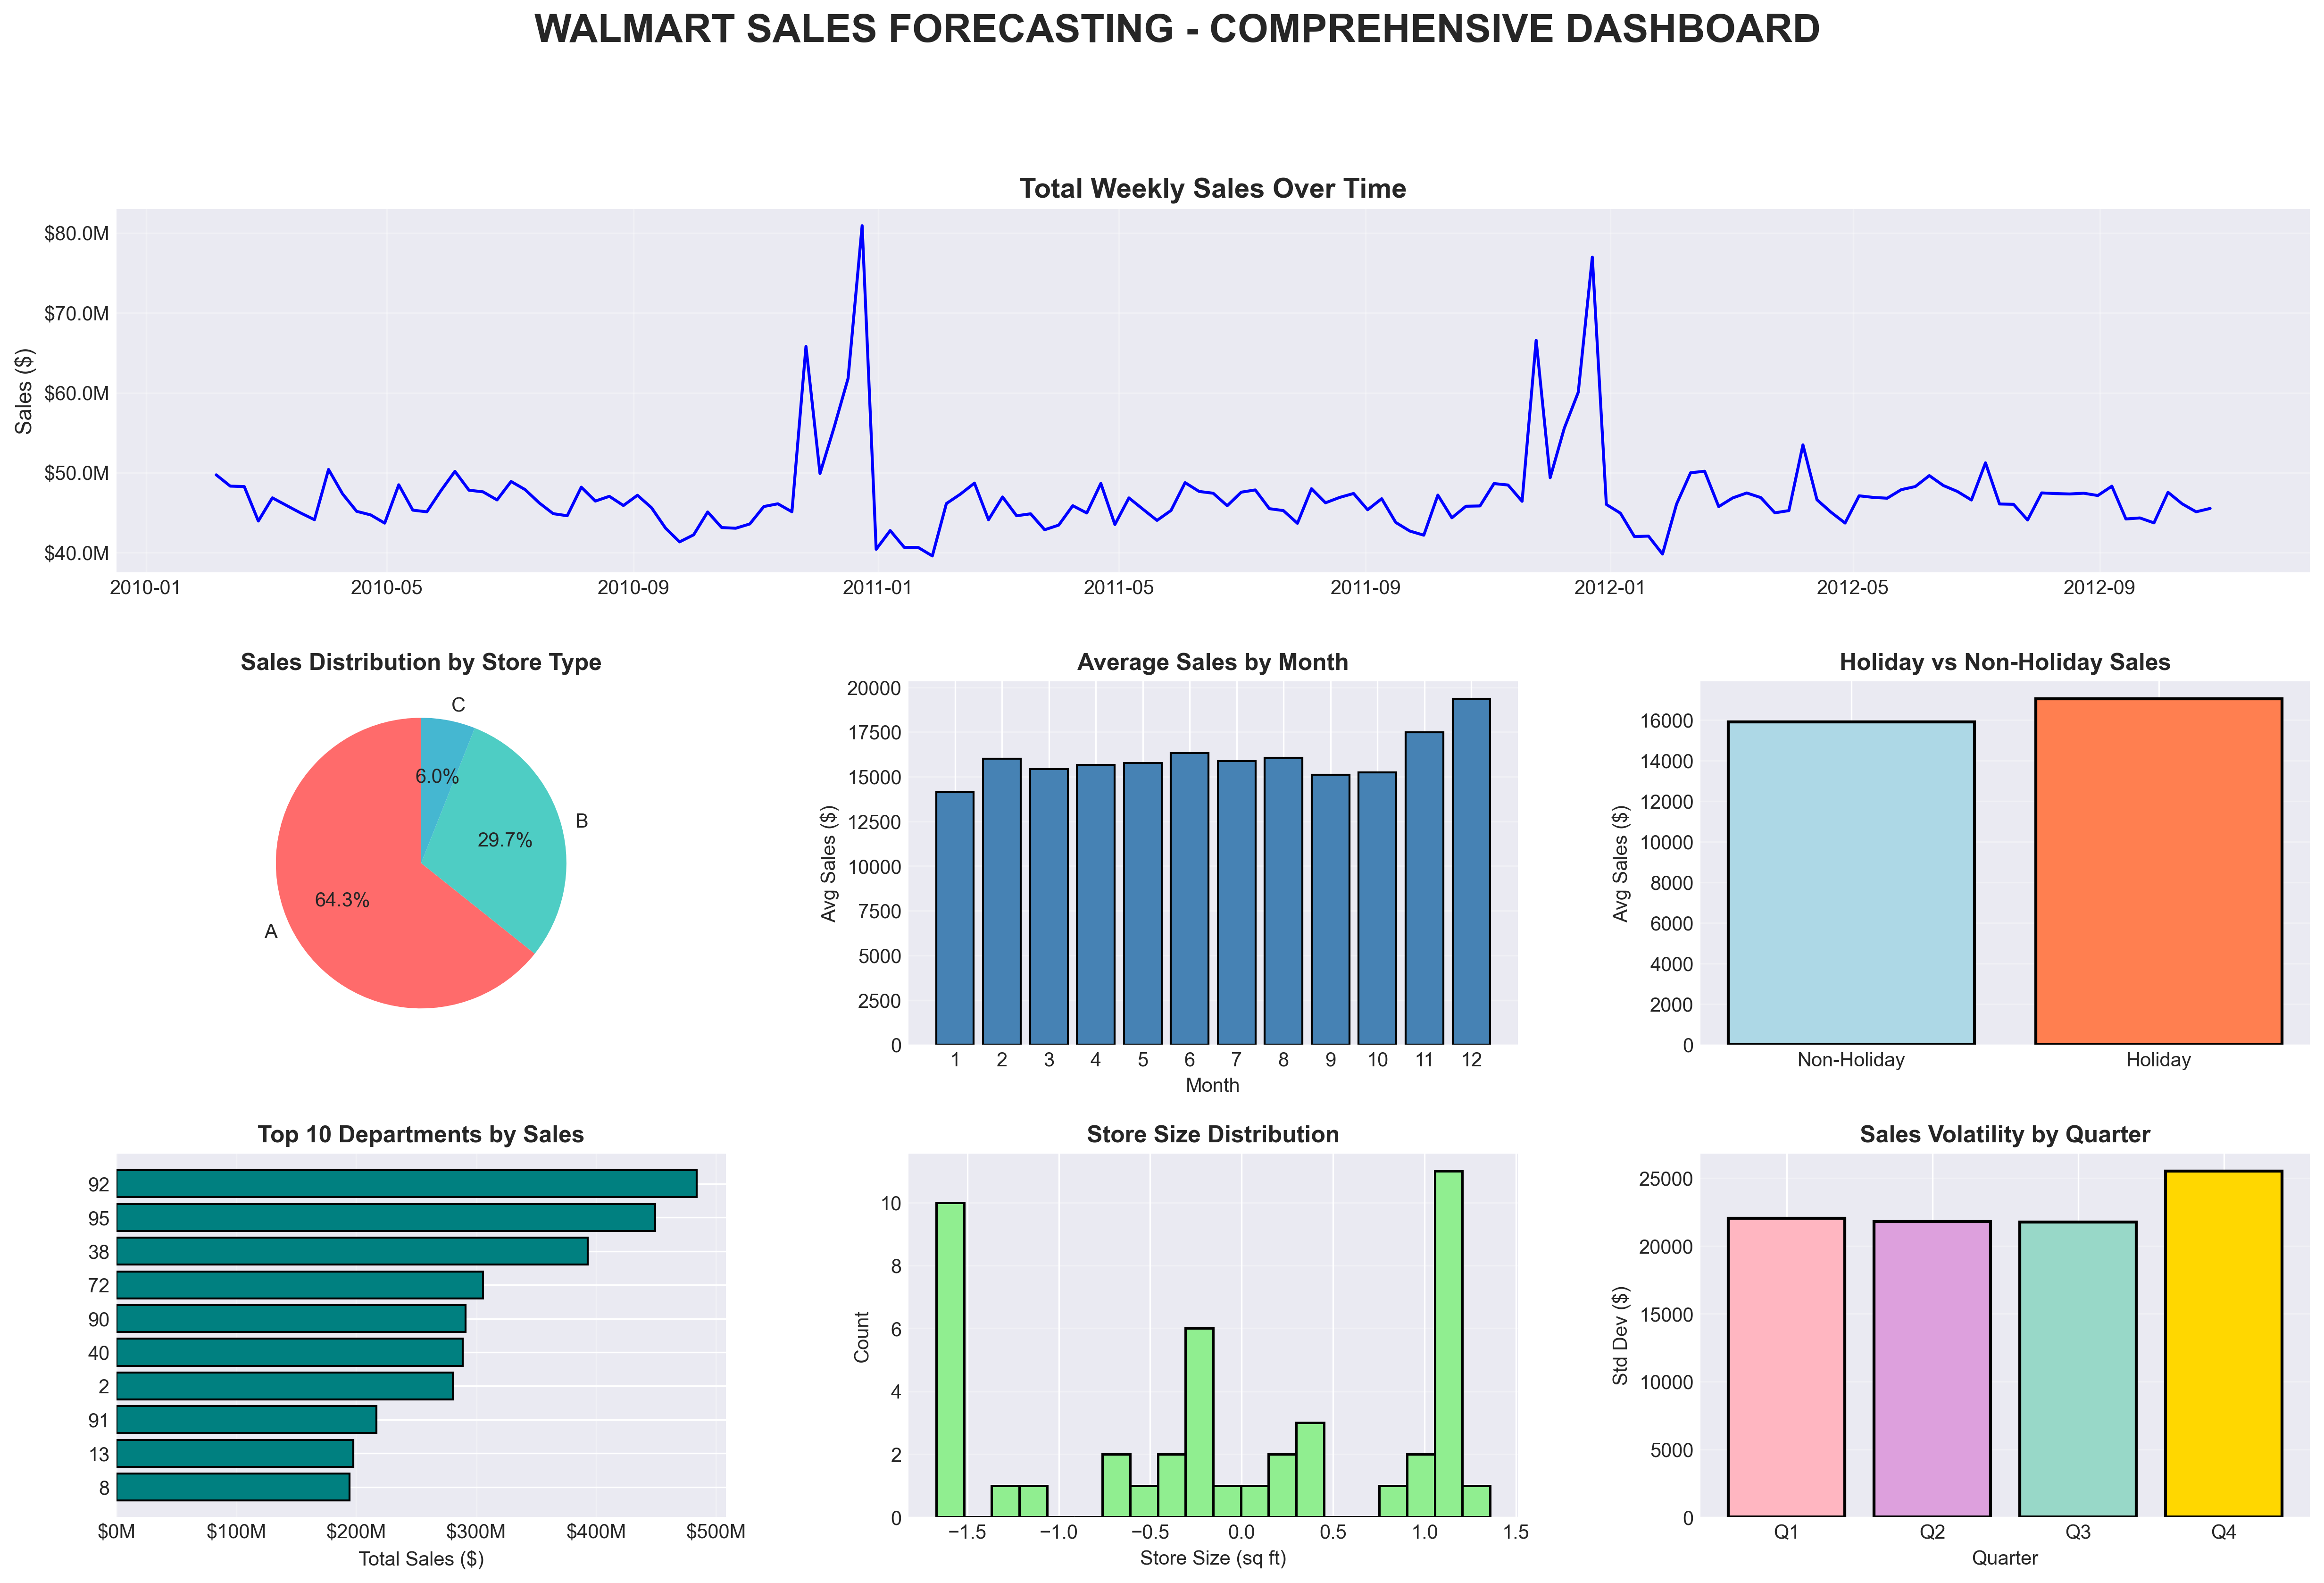 WALMART SALES FORECASTING - COMPREHENSIVE DASHBOARD
Total Weekly Sales Over Time
Sales ($)
$80.0M
$70.0M
$60.0M
$50.0M
$40.0M
2010-01 2010-05 2010-09 2011-01 2011-05 2011-09 2012-01 2012-05 2012-09
Sales Distribution by Store Type
C
6.0%
B
29.7%
64.3%
A
Average Sales by Month
Avg Sales ($)
20000
17500
15000
12500
10000
7500
5000
2500
0
1 2 3 4 5 6 7 8 9 10 11 12
Month
Holiday vs Non-Holiday Sales
Avg Sales ($)
16000
14000
12000
10000
8000
6000
4000
2000
0
Non-Holiday Holiday
Top 10 Departments by Sales
92
95
38
72
90
40
2
91
13
8
$0M $100M $200M $300M $400M $500M
Total Sales ($)
Store Size Distribution
Count
10
8
6
4
2
0
−1.5 −1.0 −0.5 0.0 0.5 1.0 1.5
Store Size (sq ft)
Sales Volatility by Quarter
Std Dev ($)
25000
20000
15000
10000
5000
0
Q1 Q2 Q3 Q4
Quarter